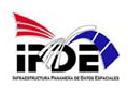 IPDE
INFRAESTRUCTURA PANAMEÑA DE DATOS ESPACIALES